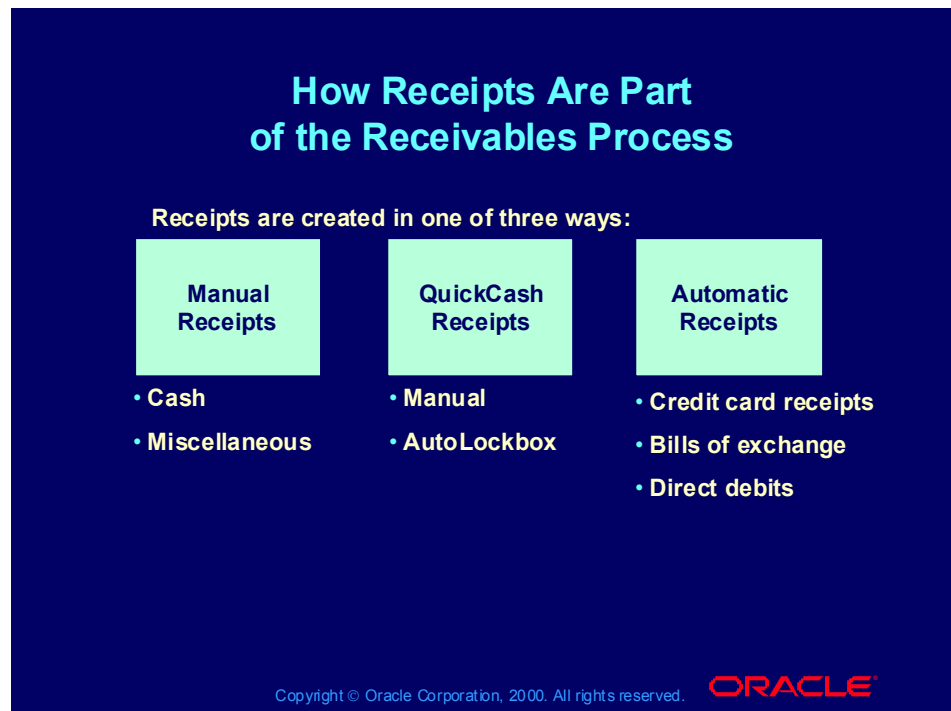 How Receipts Are Part
of the Receivables Process
Receipts are created in one of three ways:
Manual
Receipts
• Cash
• Miscellaneous
QuickCash
Receipts
• Manual
• AutoLockbox
Automatic
Receipts
• Credit card receipts
• Bills of exchange
• Direct debits
Copyright © Oracle Corporation, 2000. All rights reserved.
ORACLE®